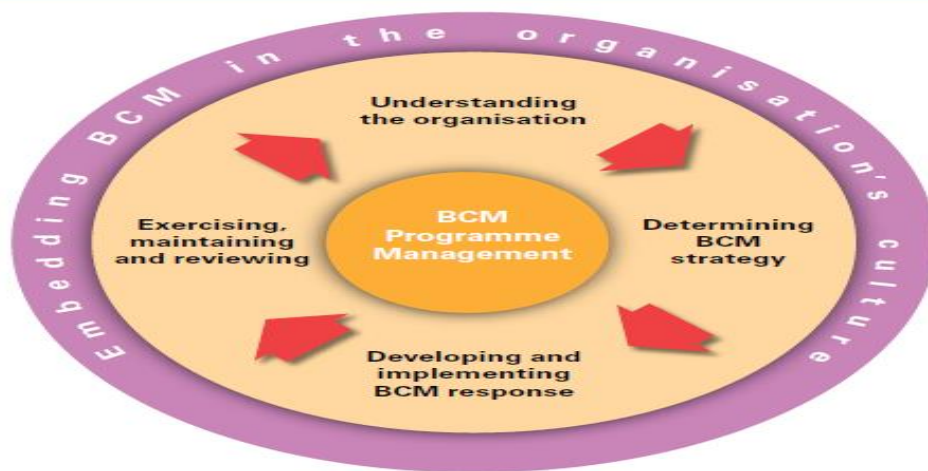 Embedding BCM in the organisation's culture
Understanding
the organisation
BCM
Programme
Management
Exercising,
maintaining
and reviewing
Determining
BCM
strategy
Developing and
implementing
BCM response